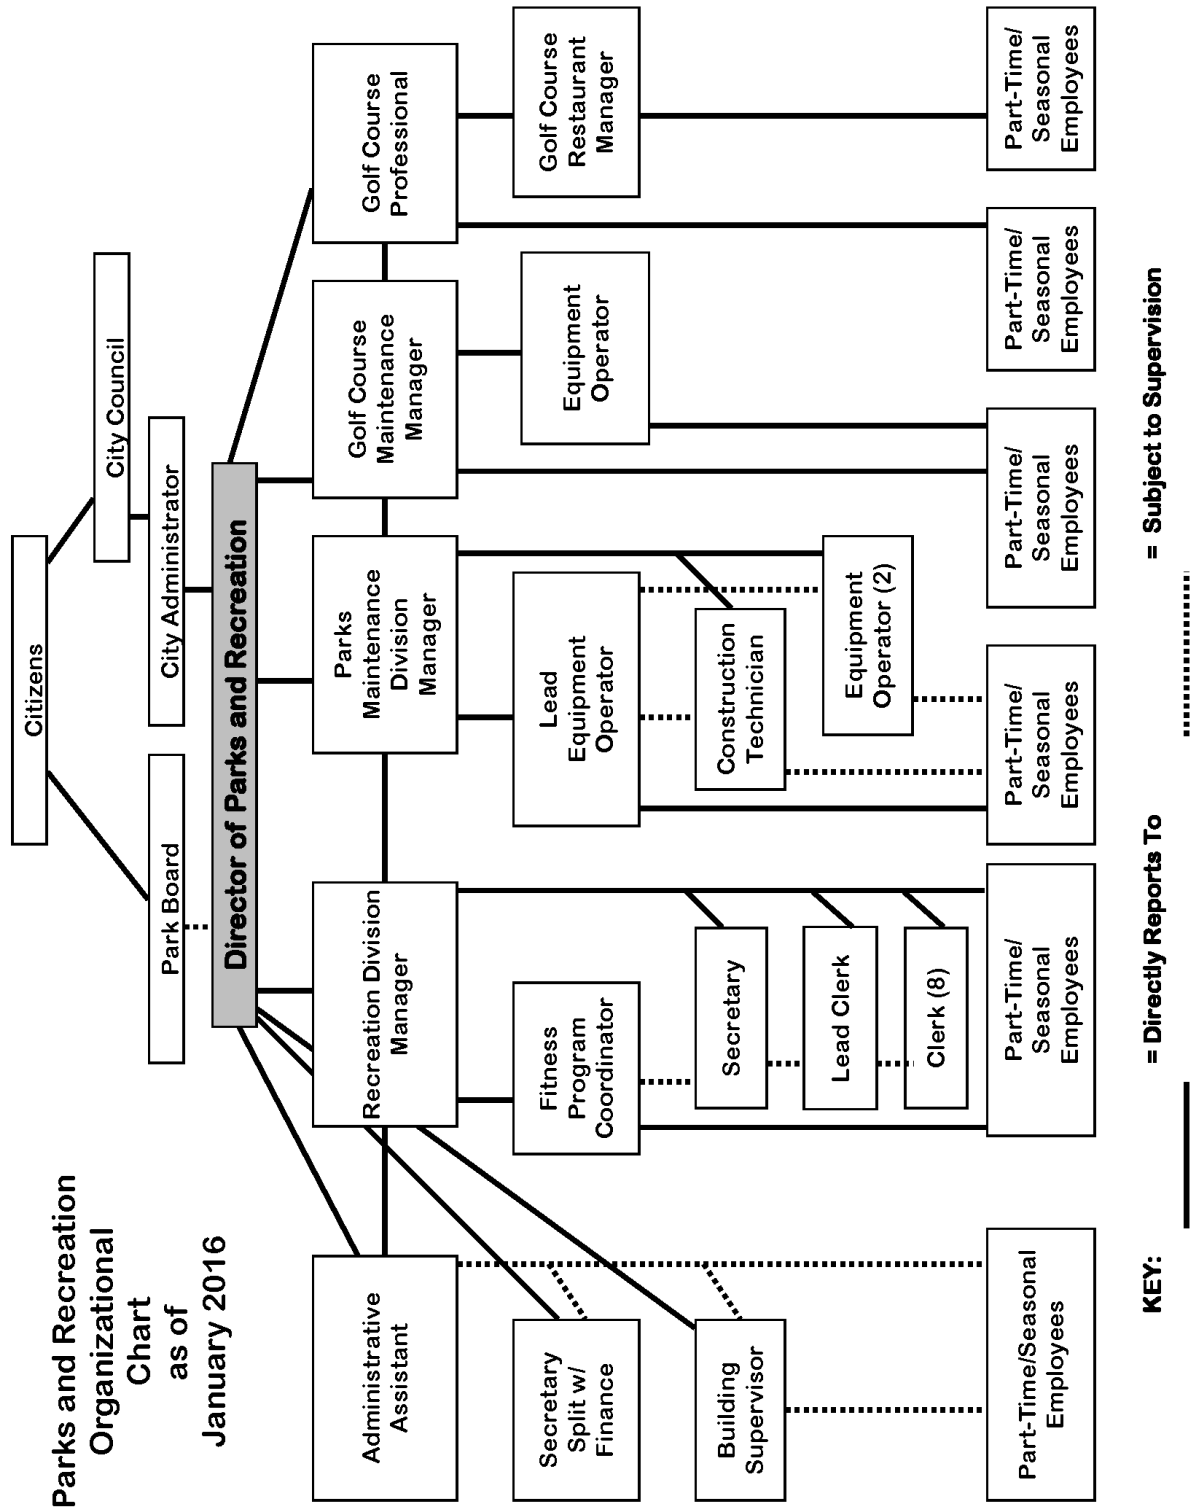 Parks and Recreation
Organizational
Chart
as of
January 2016
Citizens
City Council
Park Board
City Administrator
Director of Parks and Recreation
Administrative
Assistant
Recreation Division
Manager
Parks
Maintenance
Division
Manager
Golf Course
Maintenance
Manager
Golf Course
Professional
Secretary
Split w/
Finance
Fitness
Program
Coordinator
Lead
Equipment
Operator
Equipment
Operator
Golf Course
Restaurant
Manager
Building
Supervisor
Secretary
Construction
Technician
Lead Clerk
Equipment
Operator (2)
Clerk (8)
Part-Time/Seasonal
Employees
Part-Time/
Seasonal
Employees
Part-Time/
Seasonal
Employees
Part-Time/
Seasonal
Employees
Part-Time/
Seasonal
Employees
Part-Time/
Seasonal
Employees
KEY:
= Directly Reports To
= Subject to Supervision